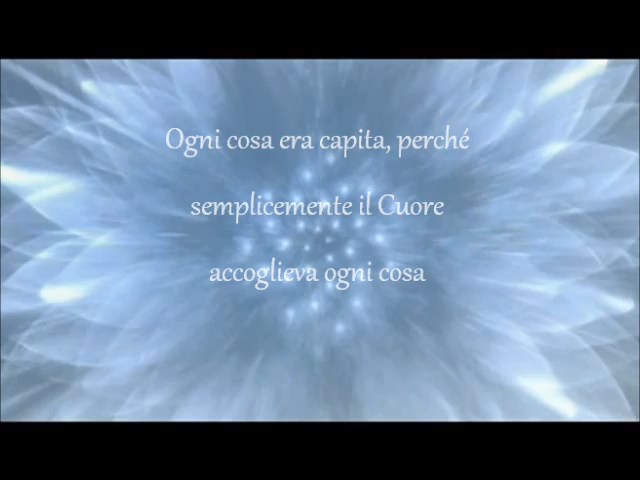 Ogni cosa era capita, perché
semplicemente il Cuore
accoglieva ogni cosa